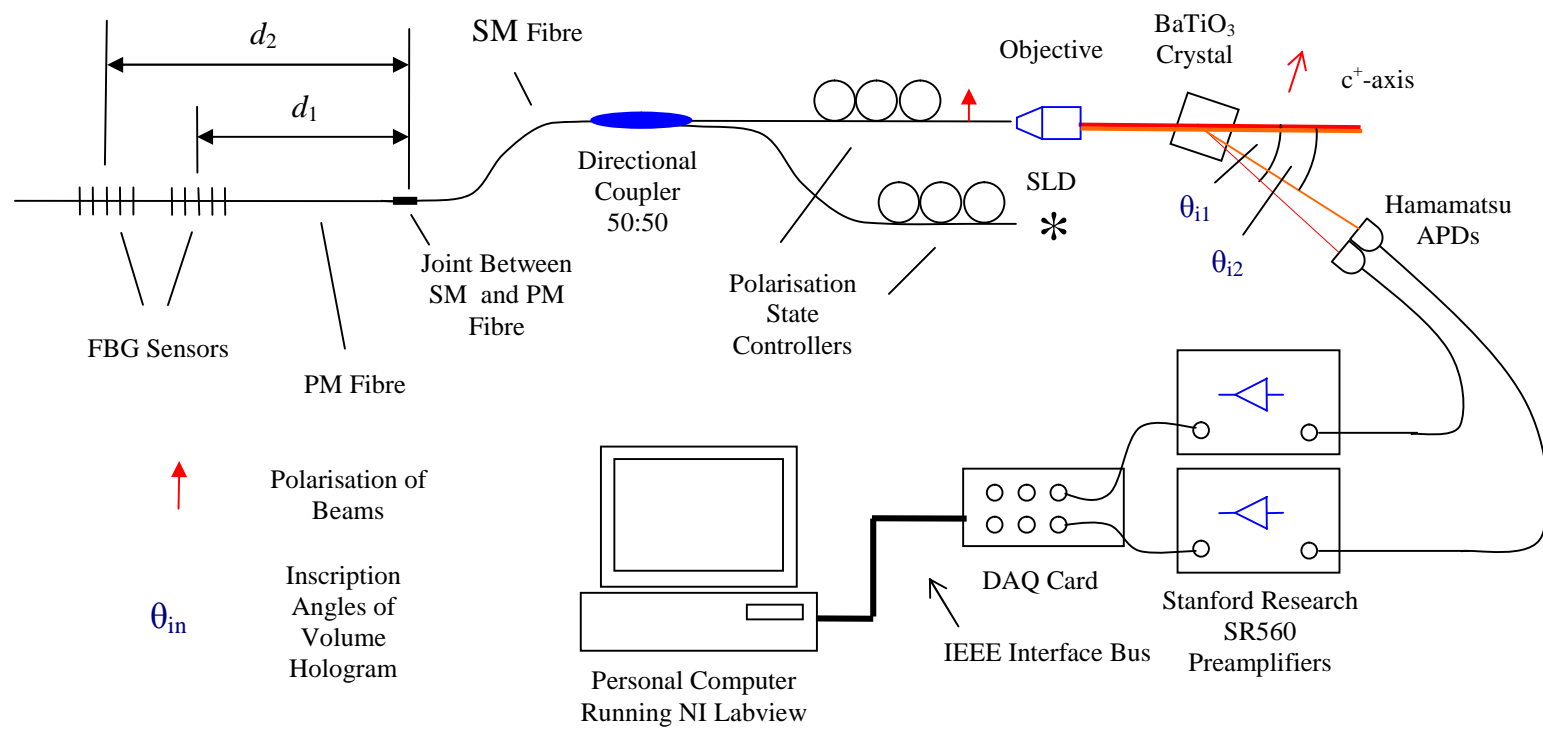 d2
SM Fibre
d1
Objective
BaTiO3
Crystal
c+-axis
Directional
Coupler
50:50
SLD
*
θi1
θi2
Hamamatsu
APDs
Joint Between
SM and PM
Fibre
Polarisation
State
Controllers
FBG Sensors
PM Fibre
Polarisation of
Beams
θin
Inscription
Angles of
Volume
Hologram
DAQ Card
IEEE Interface Bus
Stanford Research
SR560
Preamplifiers
Personal Computer
Running NI Labview